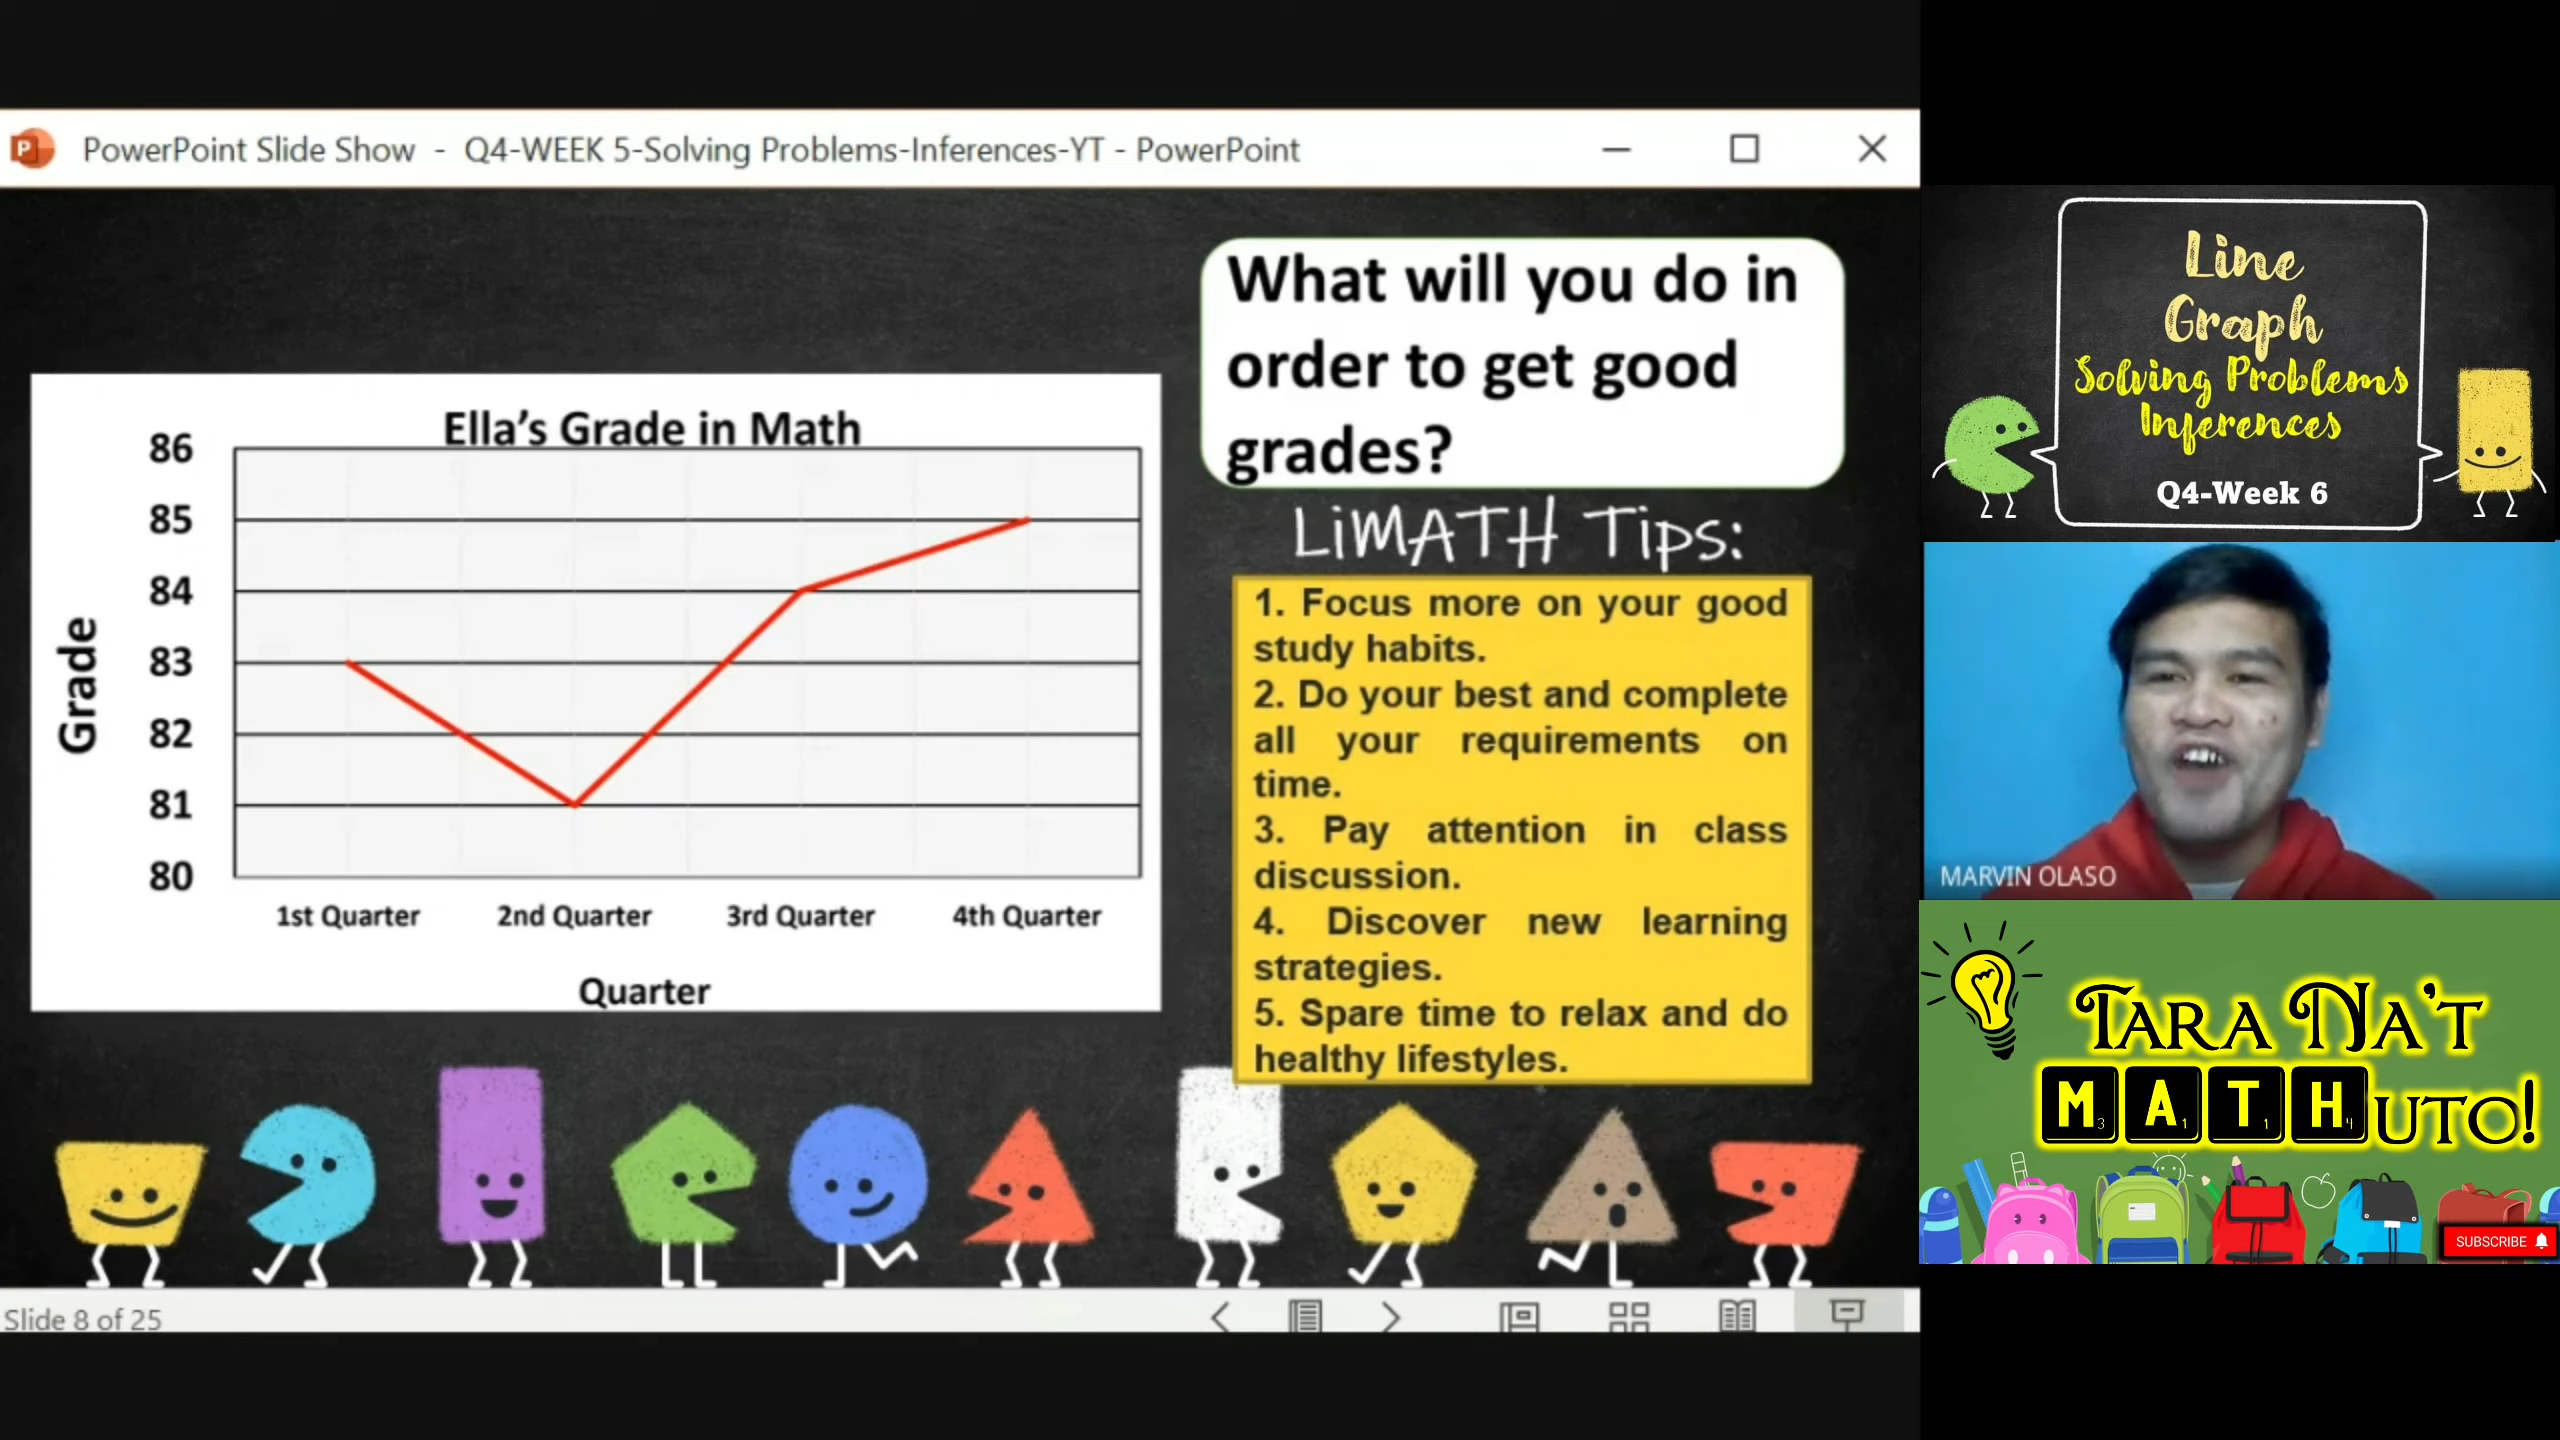 PowerPoint Slide Show - Q4-WEEK 5-Solving Problems-Inferences-YT - PowerPoint
Ella's Grade in Math
Grade
86
85
84
83
82
81
80
1st Quarter 2nd Quarter 3rd Quarter 4th Quarter
Quarter
What will you do in
order to get good
grades?
LiMATH Tips:
1. Focus more on your good
study habits.
2. Do your best and complete
all your requirements on
time.
3. Pay attention in class
discussion.
4. Discover new learning
strategies.
5. Spare time to relax and do
healthy lifestyles.
Slide 8 of 25
Line
Graph
Solving Problems
Inferences
Q4-Week 6
MARVIN OLASO
TARA NA'T
MATHUTO!
SUBSCRIBE